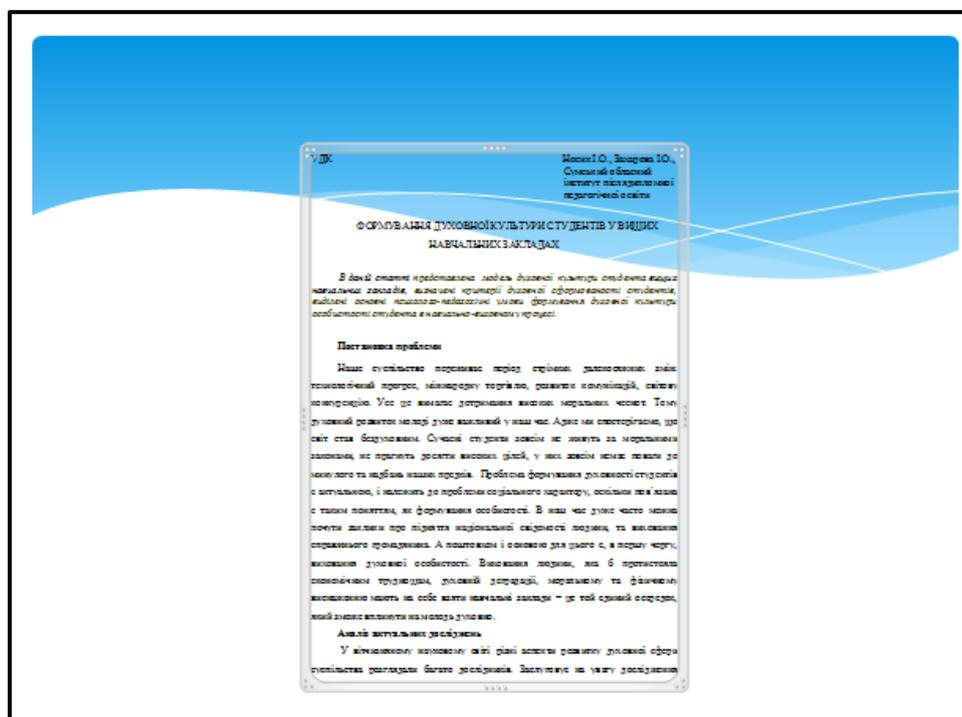 УДК
Носик І.О., Захарова І.О.,
Сумський обласний
інститут післядипломної
педагогічної освіти
ФОРМУВАННЯ ДУХОВНОЇ КУЛЬТУРИ СТУДЕНТІВ У ВИЩИХ
НАВЧАЛЬНИХ ЗАКЛАДАХ
В даній статті представлена модель духовної культури студента вищих
навчальних закладів, визначені критерії духовної сформованості студентів,
виділені основні психолого-педагогічні умови формування духовної культури
особистості студента в навчально-виховному процесі.
Постановка проблеми
Наше суспільство переживає період стрімких далекосяжних змін:
технологічний прогрес, міжнародну торгівлю, розвиток комунікацій, світову
конкуренцію. Усе це вимагає дотримання високих моральних чеснот. Тому
духовний розвиток молоді дуже важливий у наш час. Адже ми спостерігаємо, що
світ став бездуховним. Сучасні студенти зовсім не живуть за моральними
законами, не прагнуть досягти високих цілей, у них зовсім немає поваги до
минулого та надбань наших предків. Проблема формування духовності студентів
є актуальною, і належить до проблеми соціального характеру, оскільки пов'язана
с таким поняттям, як формування особистості. В наш час дуже часто можна
почути заклики про підняття національної свідомості людини, та виховання
справжнього громадянина. А поштовхом і основою для цього є, в першу чергу,
виховання духовної особистості. Виховання людини, яка б протистояла
економічним труднощам, духовній деградації, моральному та фізичному
виснаженню мають на себе взяти навчальні заклади – це той єдиний осередок,
який зможе вплинути на молодь духовно.
Аналіз актуальних досліджень
У вітчизняному науковому світі різні аспекти розвитку духовної сфери
суспільства розглядали багато дослідників. Заслуговує на увагу дослідження